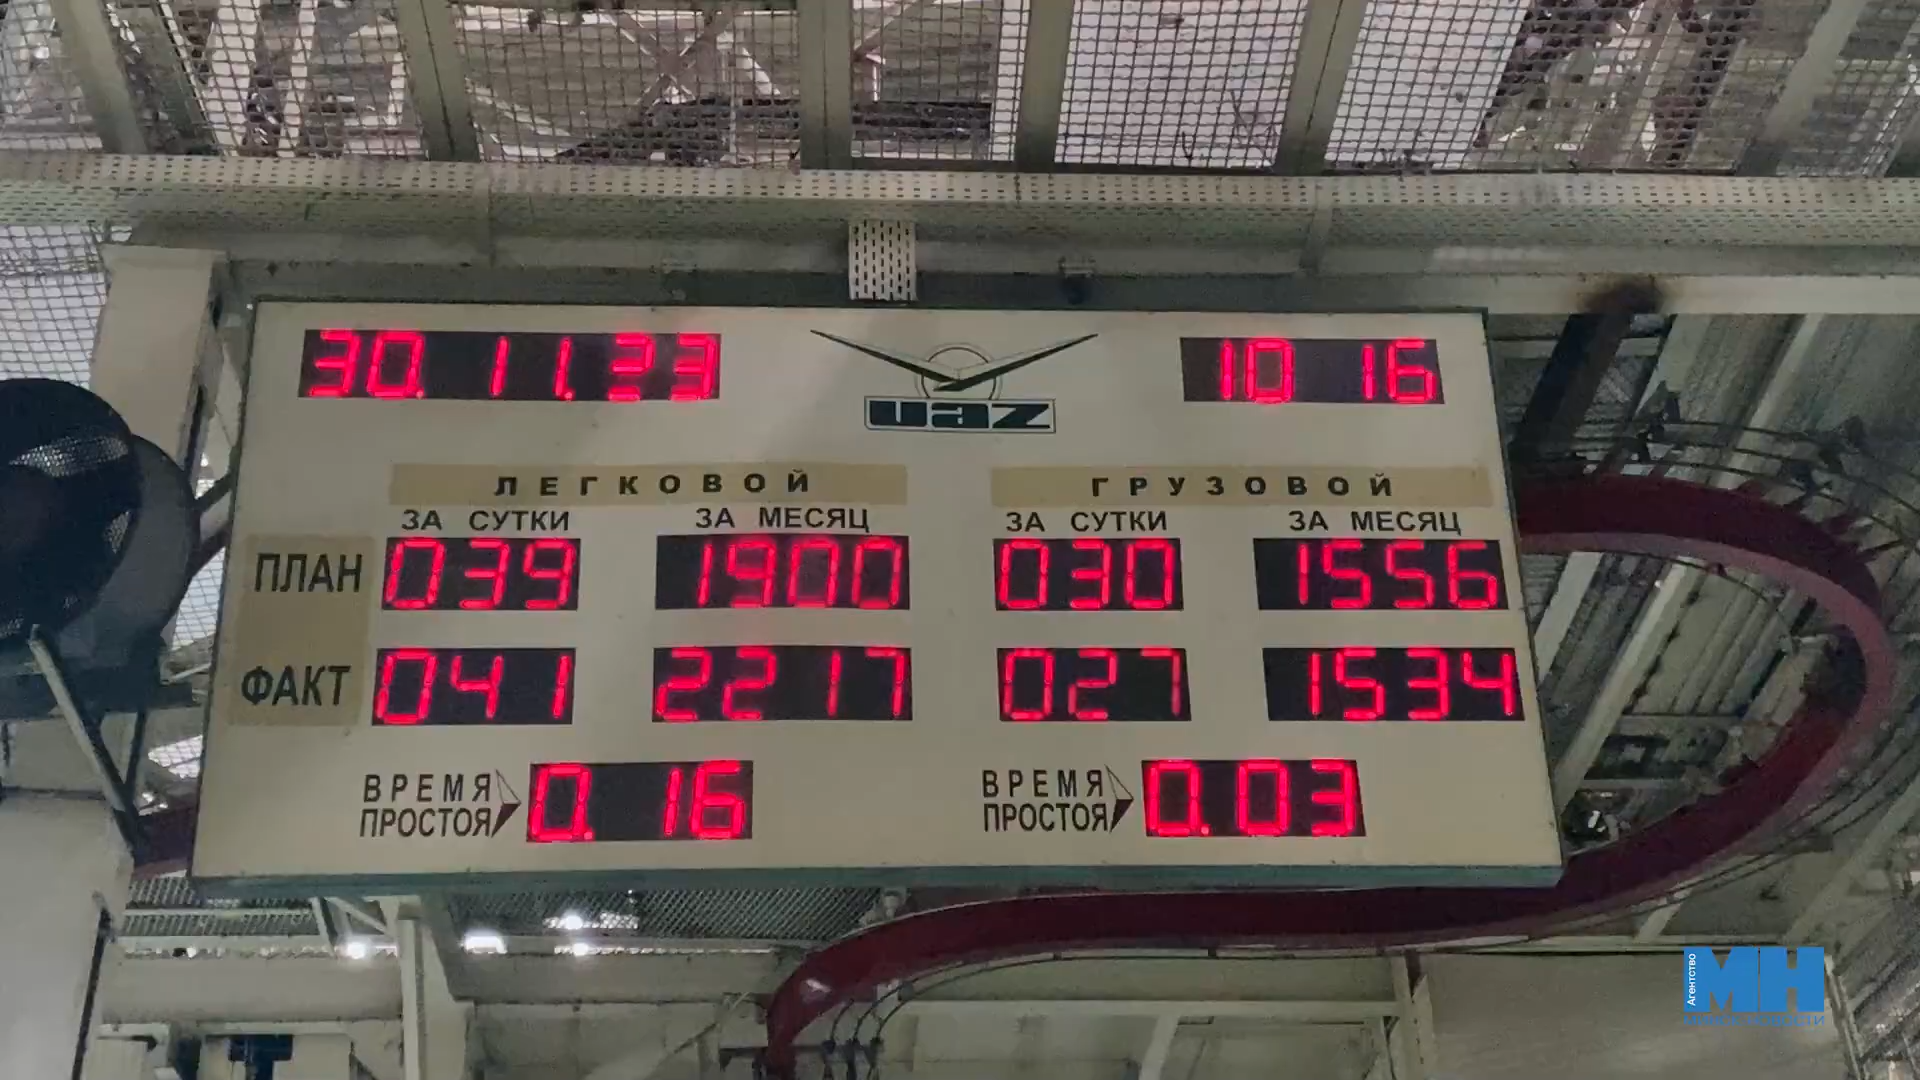 30.11.23
10 16
UAZ
ЛЕГКОВОЙ ГРУЗОВОЙ
ЗА СУТКИ ЗА МЕСЯЦ ЗА СУТКИ ЗА МЕСЯЦ
ПЛАН 039 1900 030 1556
ФАКТ 041 2217 027 1534
ВРЕМЯ
ПРОСТОЯ
0.16
ВРЕМЯ
ПРОСТОЯ
0.03
Агентство
МН